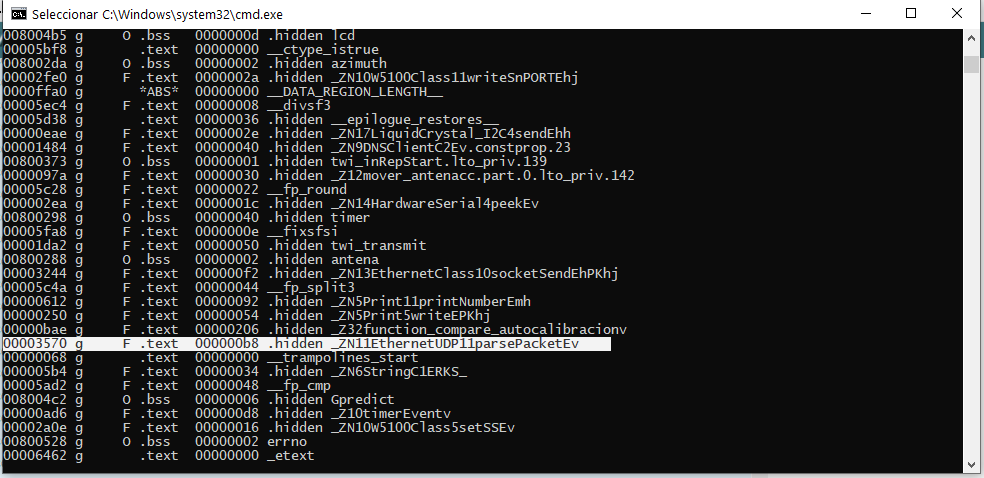 Seleccionar C:\Windows\system32\cmd.exe
008004b5 g O .bss 0000000d .hidden lcd
00005bf8 g .text 00000000 __ctype_istrue
008002da g O .bss 00000002 .hidden azimuth
00002fe0 g F .text 0000002a .hidden _ZN10W5100Class11writeSnPORTEhj
0000ffa0 g *ABS* 00000000 __DATA_REGION_LENGTH__
00005ec4 g F .text 00000008 __divsf3
00005d38 g .text 00000036 .hidden __epilogue_restores__
00000eae g F .text 0000002e .hidden _ZN17LiquidCrystal_I2C4sendEhh
00001484 g F .text 00000040 .hidden _ZN9DNSClientC2Ev.constprop.23
00800373 g O .bss 00000001 .hidden twi_inRepStart.lto_priv.139
0000097a g F .text 00000030 .hidden _Z12mover_antenacc.part.0.lto_priv.142
00005c28 g F .text 00000022 __fp_round
000002ea g F .text 0000001c .hidden _ZN14HardwareSerial4peekEv
00800298 g O .bss 00000040 .hidden timer
00005fa8 g F .text 0000000e __fixsfsi
00001da2 g F .text 00000050 .hidden twi_transmit
00800288 g O .bss 00000002 .hidden antena
00003244 g F .text 000000f2 .hidden _ZN13EthernetClass10socketSendEhPKhj
00005c4a g F .text 00000044 __fp_split3
00000612 g F .text 00000092 .hidden _ZN5Print11printNumberEmh
00000250 g F .text 00000054 .hidden _ZN5Print5writeEPKhj
00000bae g F .text 00000206 .hidden _Z32function_compare_autocalibracionv
00003570 g F .text 000000b8 .hidden _ZN11EthernetUDP11parsePacketEv
00000068 g .text 00000000 __trampolines_start
000005b4 g F .text 00000034 .hidden _ZN6StringC1ERKS_
00005ad2 g F .text 00000048 __fp_cmp
008004c2 g O .bss 00000006 .hidden Gpredict
00000ad6 g F .text 000000d8 .hidden _Z10timerEventv
00002a0e g F .text 00000016 .hidden _ZN10W5100Class5setSSEv
00800528 g O .bss 00000002 errno
00006462 g .text 00000000 _etext